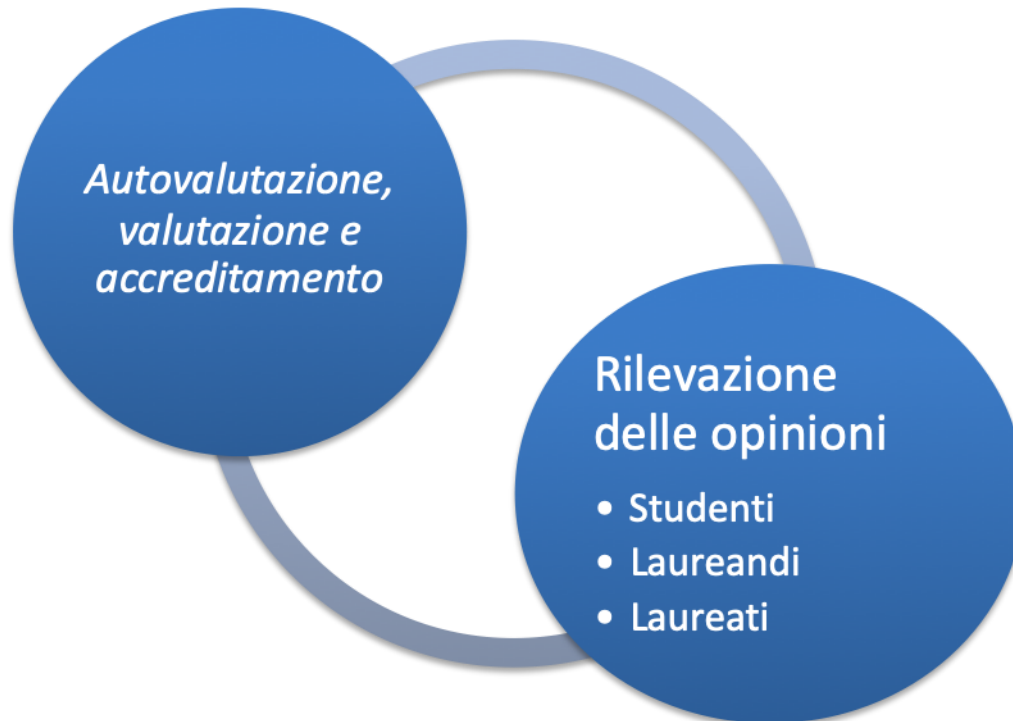 Autovalutazione,
valutazione e
accreditamento
Rilevazione
delle opinioni
• Studenti
• Laureandi
• Laureati